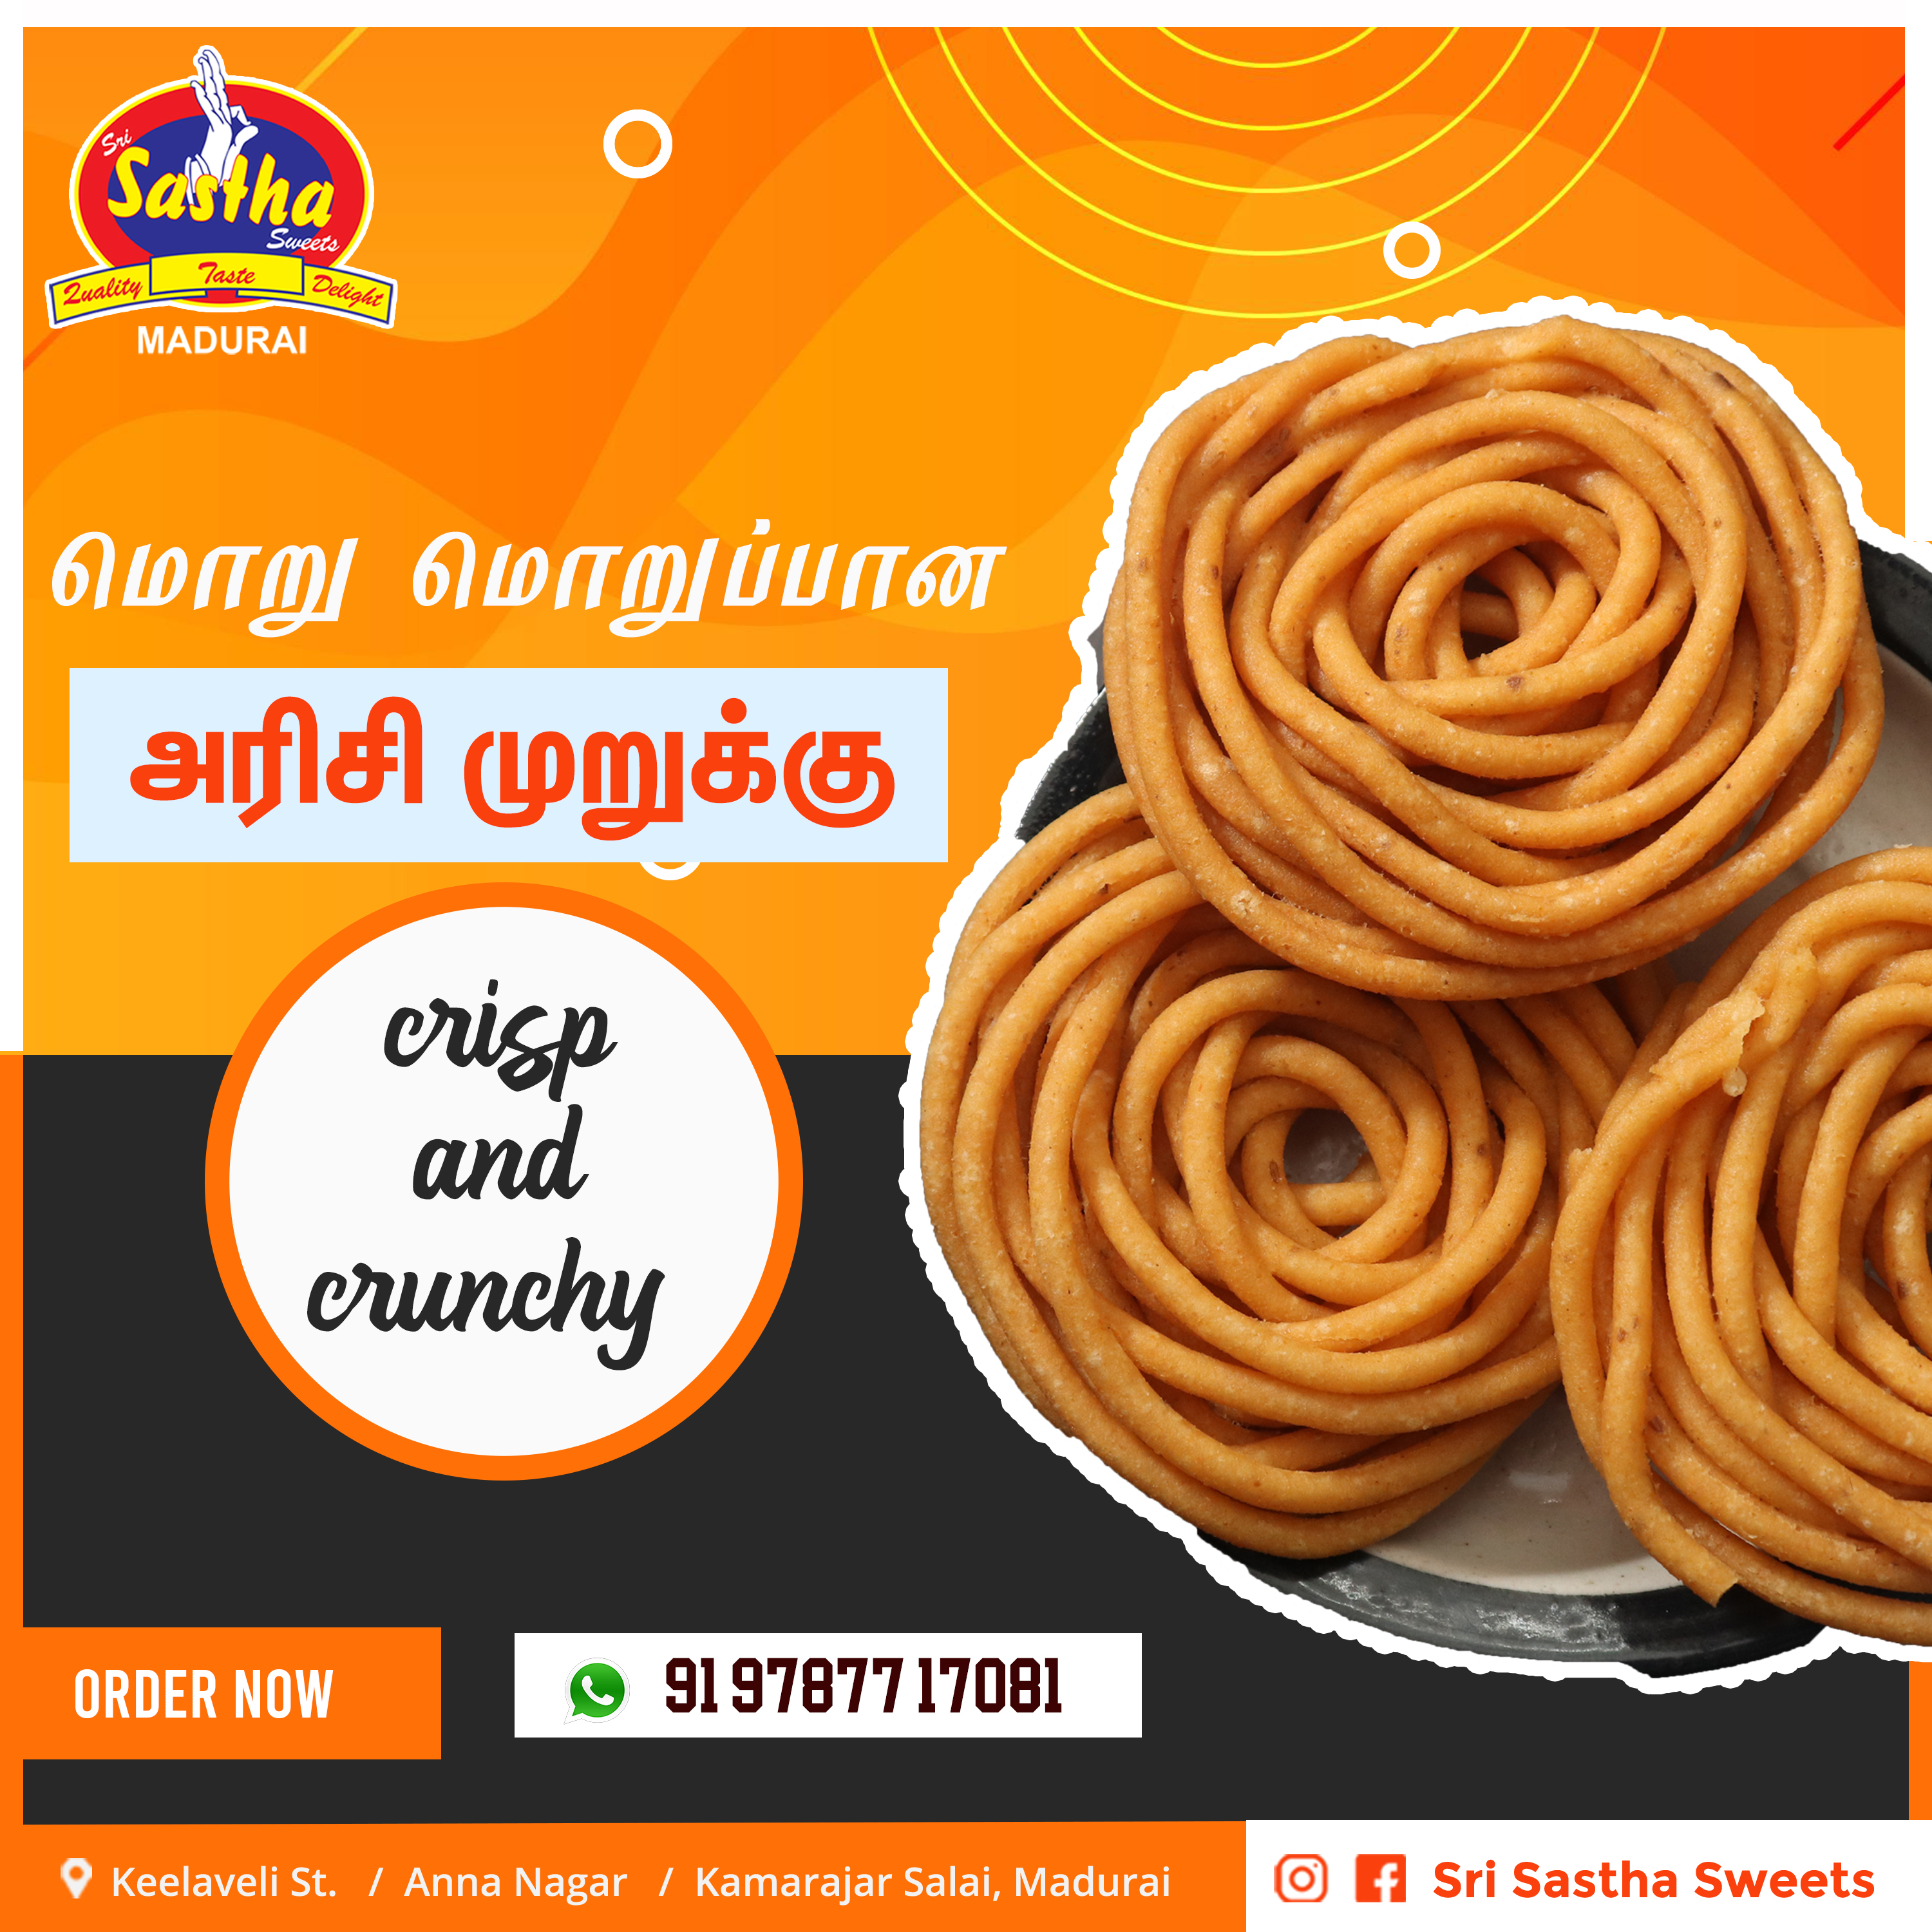 Sri
Sastha
Sweets
Quality Taste Delight
MADURAI
மொறு மொறுப்பான
அரிசி முறுக்கு
crisp
and
crunchy
ORDER NOW
91 97877 17081
Keelaveli St. / Anna Nagar / Kamarajar Salai, Madurai
Sri Sastha Sweets